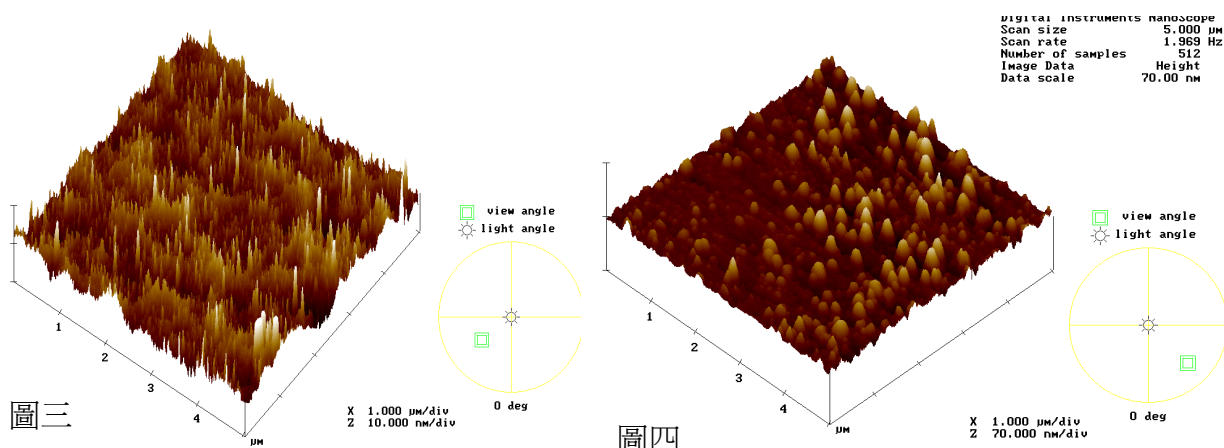 view angle
light angle
0 deg
1
2
3
4
μm
X 1.000 μm/div
Z 10.000 nm/div
圖三
Digital Instruments NanoScope
Scan size 5.000 μm
Scan rate 1.969 Hz
Number of samples 512
Image Data Height
Data scale 70.00 nm
view angle
light angle
0 deg
1
2
3
4
μm
X 1.000 μm/div
Z 70.000 nm/div
圖四